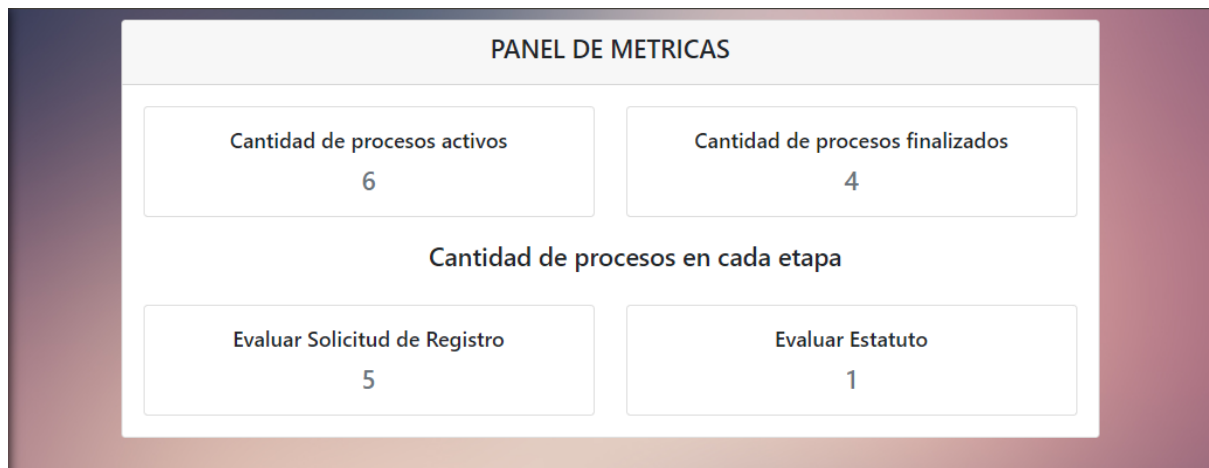 PANEL DE METRICAS
Cantidad de procesos activos
6
Cantidad de procesos finalizados
4
Cantidad de procesos en cada etapa
Evaluar Solicitud de Registro
5
Evaluar Estatuto
1